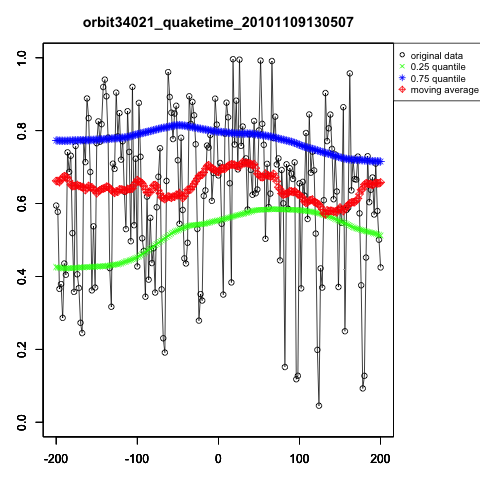 orbit34021_quaketime_20101109130507
original data
0.25 quantile
0.75 quantile
moving average
1.0
0.8
0.6
0.4
0.2
0.0
-200 -100 0 100 200